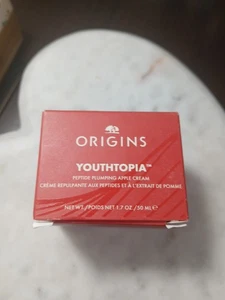 ORIGINS
YOUTHTOPIA™
PEPTIDE PLUMPING APPLE CREAM
CRÈME REPULPANTE AUX PEPTIDES ET À L'EXTRAIT DE POMME
NET WT./POIDS NET 1.7 OZ./50 ML ℮